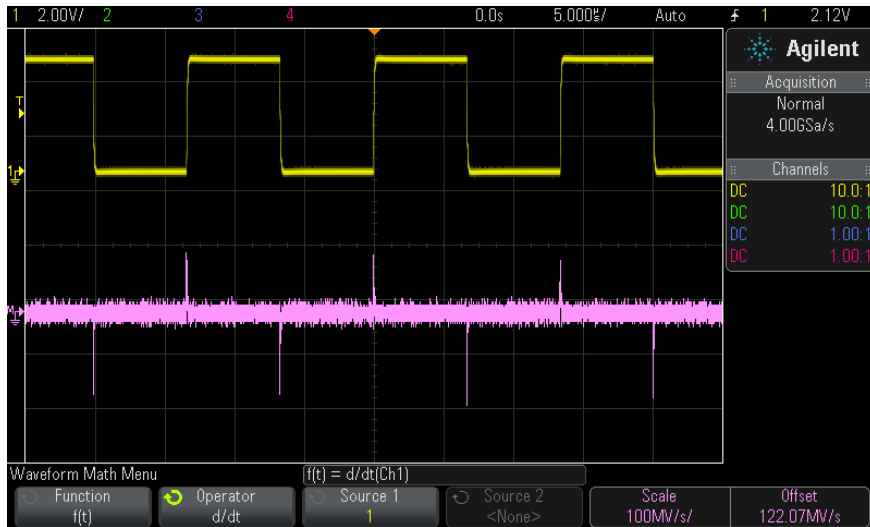 1 2.00V/ 2 3 4 0.0s 5.000µs/ Auto 1 2.12V
Agilent
Acquisition
Normal
4.00GSa/s
Channels
DC 10.0:1
DC 10.0:1
DC 1.00:1
DC 1.00:1
T
1
M
Waveform Math Menu f(t) = d/dt(Ch1)
Function Operator Source 1 Source 2 Scale Offset
f(t) d/dt 1 <None> 100MV/s/ 122.07MV/s